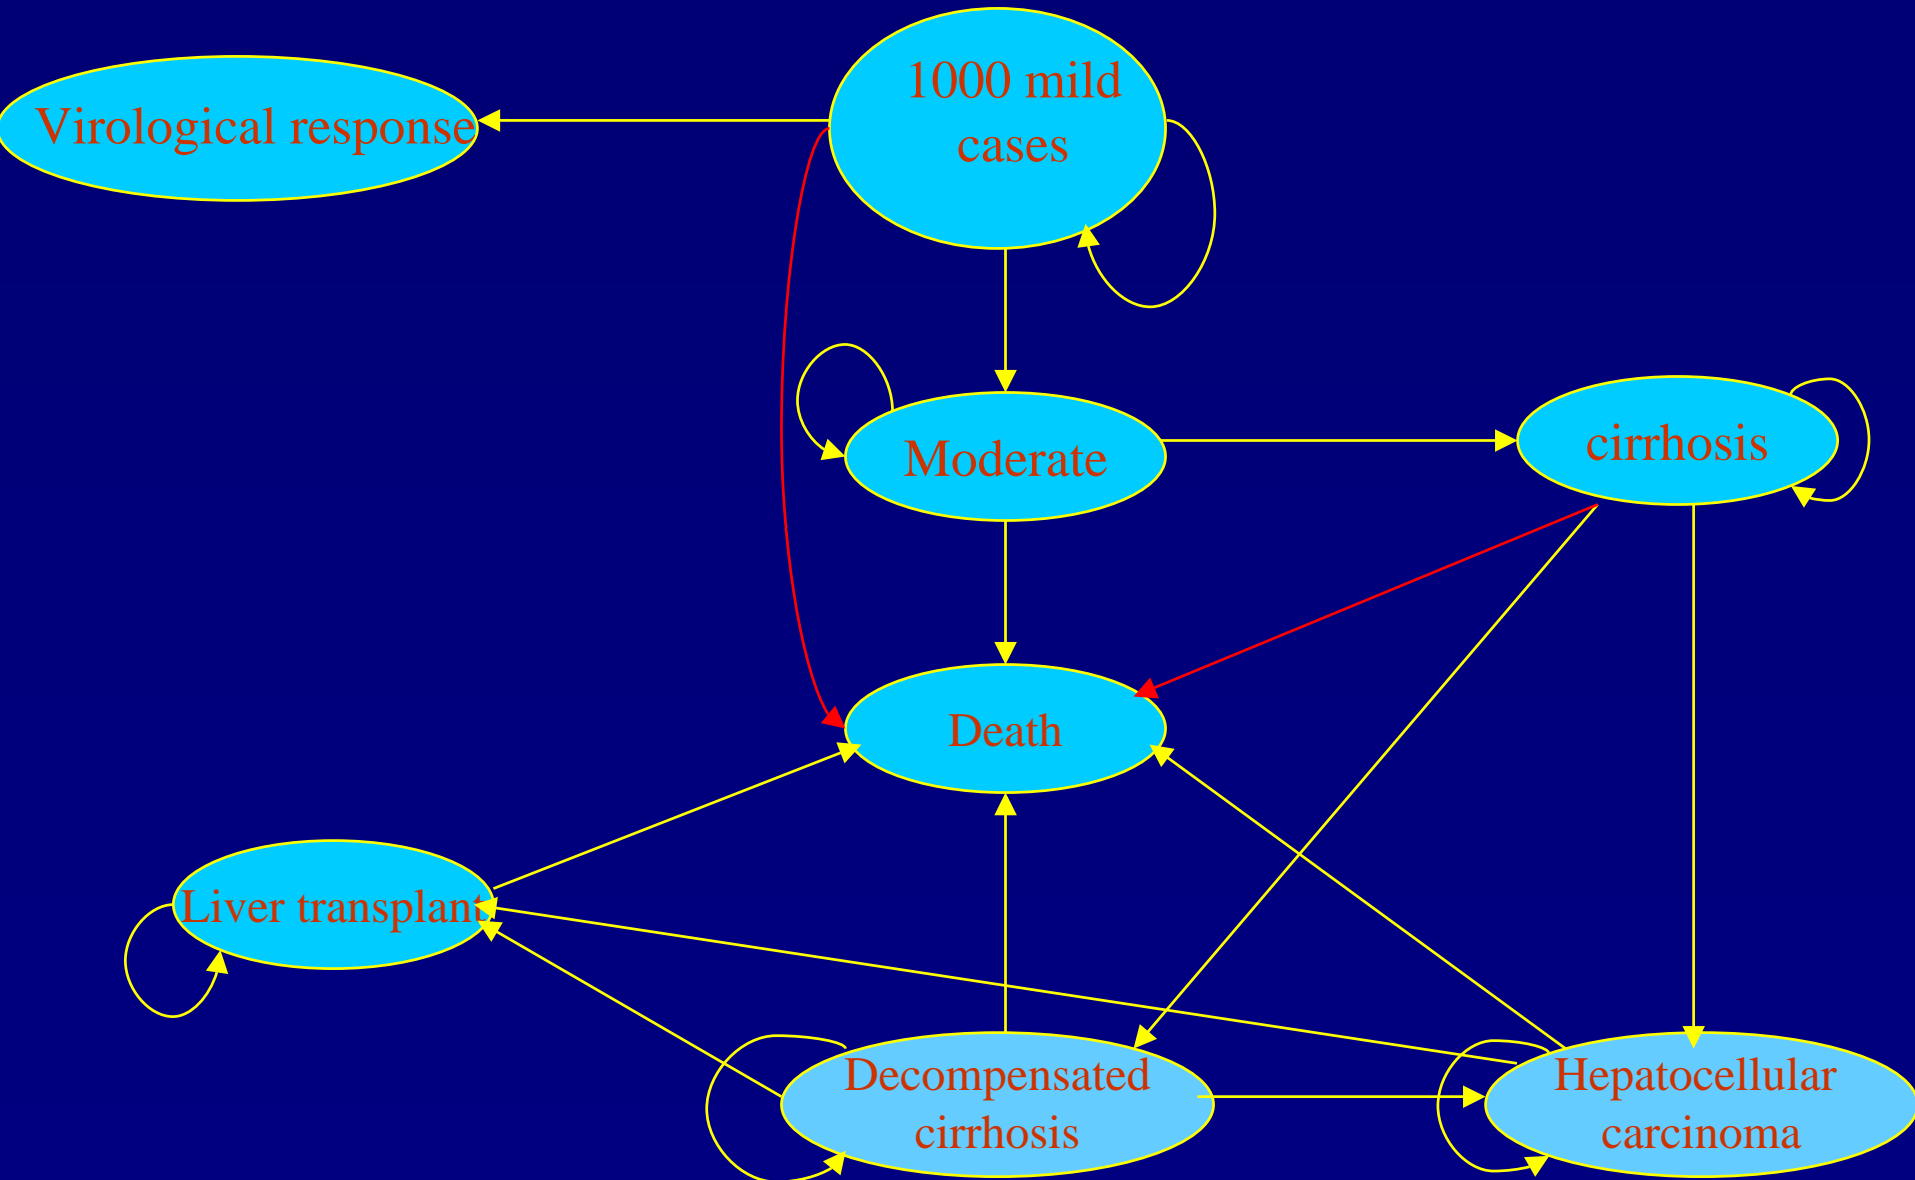 1000 mild
cases
Virological response
Moderate
cirrhosis
Death
Liver transplant
Decompensated
cirrhosis
Hepatocellular
carcinoma